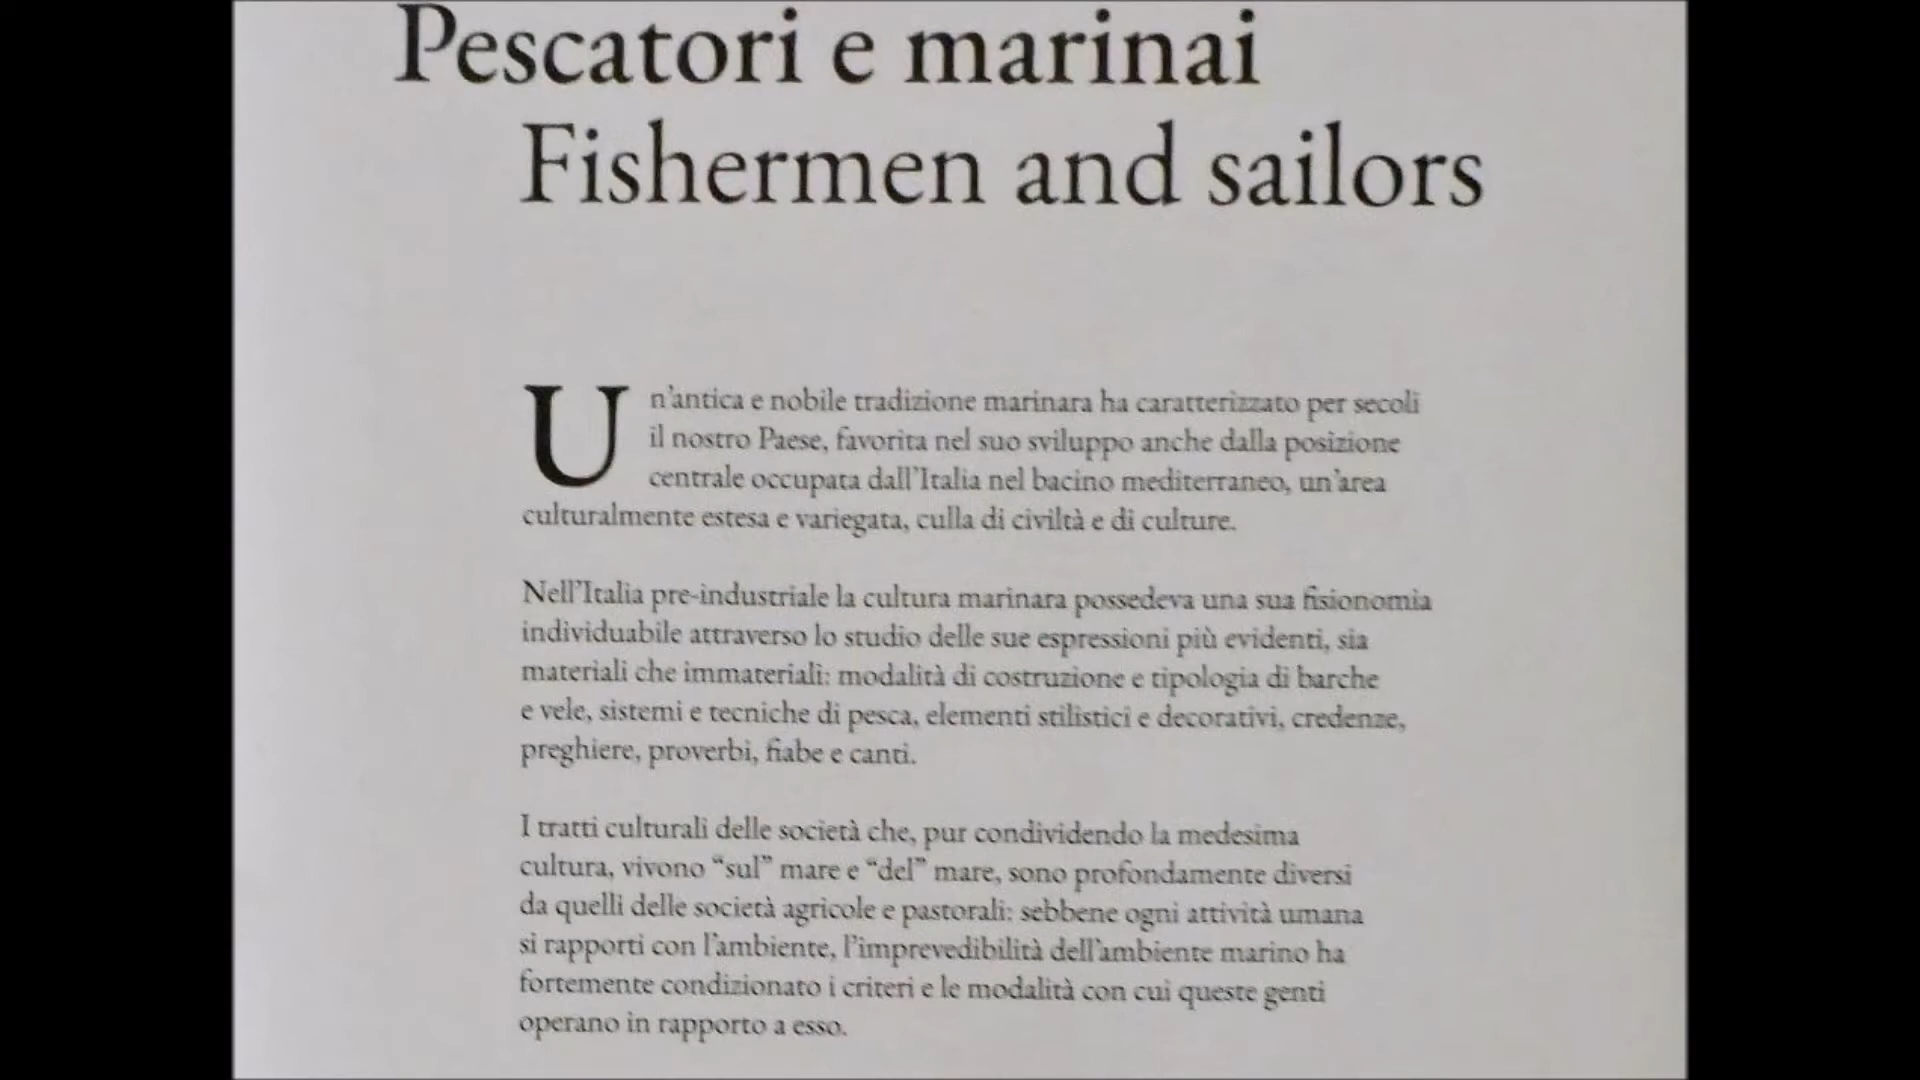 Pescatori e marinai
Fishermen and sailors
Un'antica e nobile tradizione marinara ha caratterizzato per secoli
il nostro Paese, favorita nel suo sviluppo anche dalla posizione
centrale occupata dall'Italia nel bacino mediterraneo, un'area
culturalmente estesa e variegata, culla di civiltà e di culture.
Nell'Italia pre-industriale la cultura marinara possedeva una sua fisionomia
individuabile attraverso lo studio delle sue espressioni più evidenti, sia
materiali che immateriali: modalità di costruzione e tipologia di barche
e vele, sistemi e tecniche di pesca, elementi stilistici e decorativi, credenze,
preghiere, proverbi, fiabe e canti.
I tratti culturali delle società che, pur condividendo la medesima
cultura, vivono “sul” mare e “del” mare, sono profondamente diversi
da quelli delle società agricole e pastorali: sebbene ogni attività umana
si rapporti con l'ambiente, l'imprevedibilità dell'ambiente marino ha
fortemente condizionato i criteri e le modalità con cui queste genti
operano in rapporto a esso.